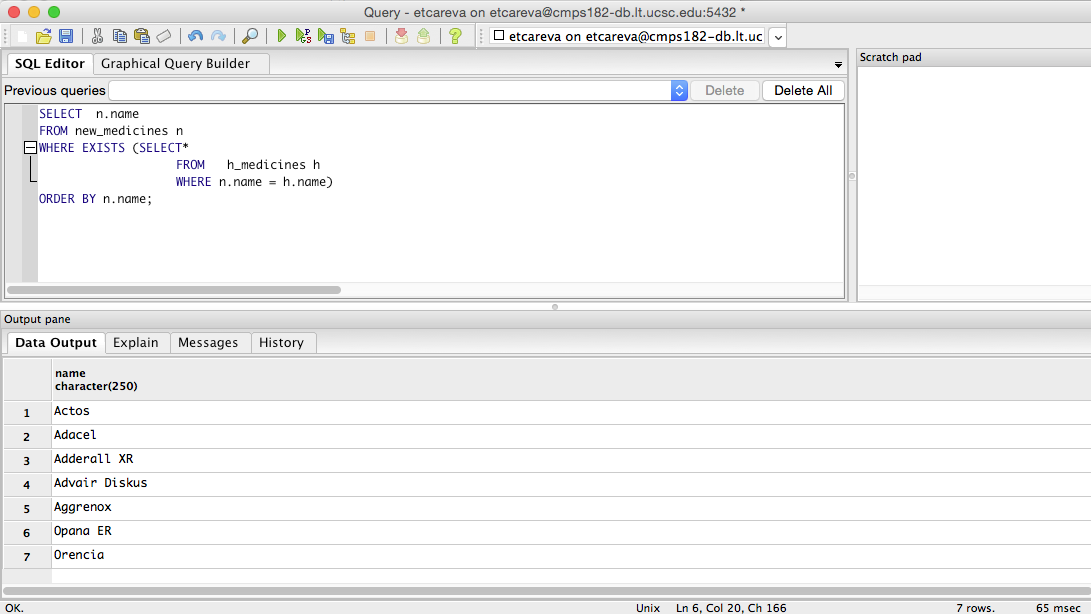 Query - etcareva on etcareva@cmps182-db.lt.ucsc.edu:5432 *
etcareva on etcareva@cmps182-db.lt.uc
SQL Editor Graphical Query Builder
Scratch pad
Previous queries Delete Delete All
SELECT  n.name
FROM new_medicines n
WHERE EXISTS (SELECT*
FROM   h_medicines h
WHERE n.name = h.name)
ORDER BY n.name;
Output pane
Data Output Explain Messages History
name
character(250)
1 Actos
2 Adacel
3 Adderall XR
4 Advair Diskus
5 Aggrenox
6 Opana ER
7 Orencia
OK. Unix Ln 6, Col 20, Ch 166 7 rows. 65 msec